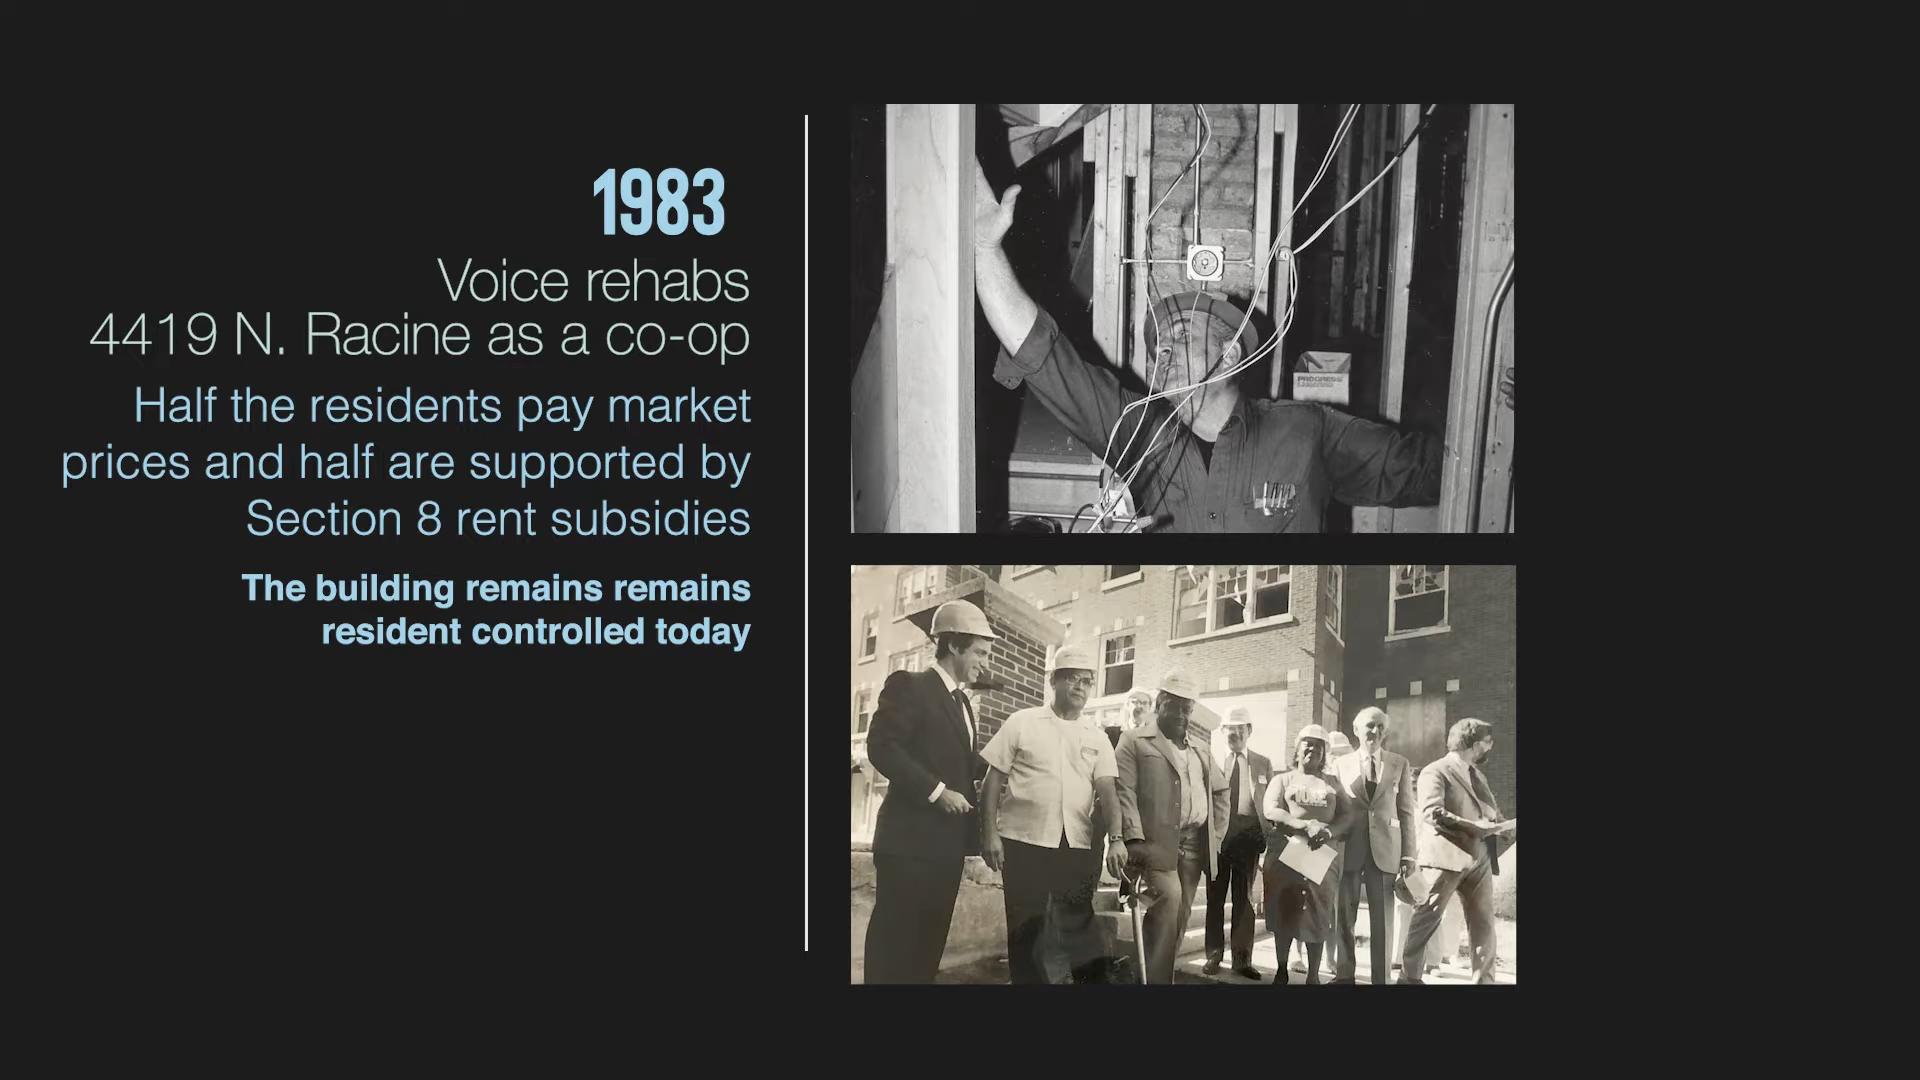 1983
Voice rehabs
4419 N. Racine as a co-op
Half the residents pay market
prices and half are supported by
Section 8 rent subsidies
The building remains remains
resident controlled today
PROGRESS